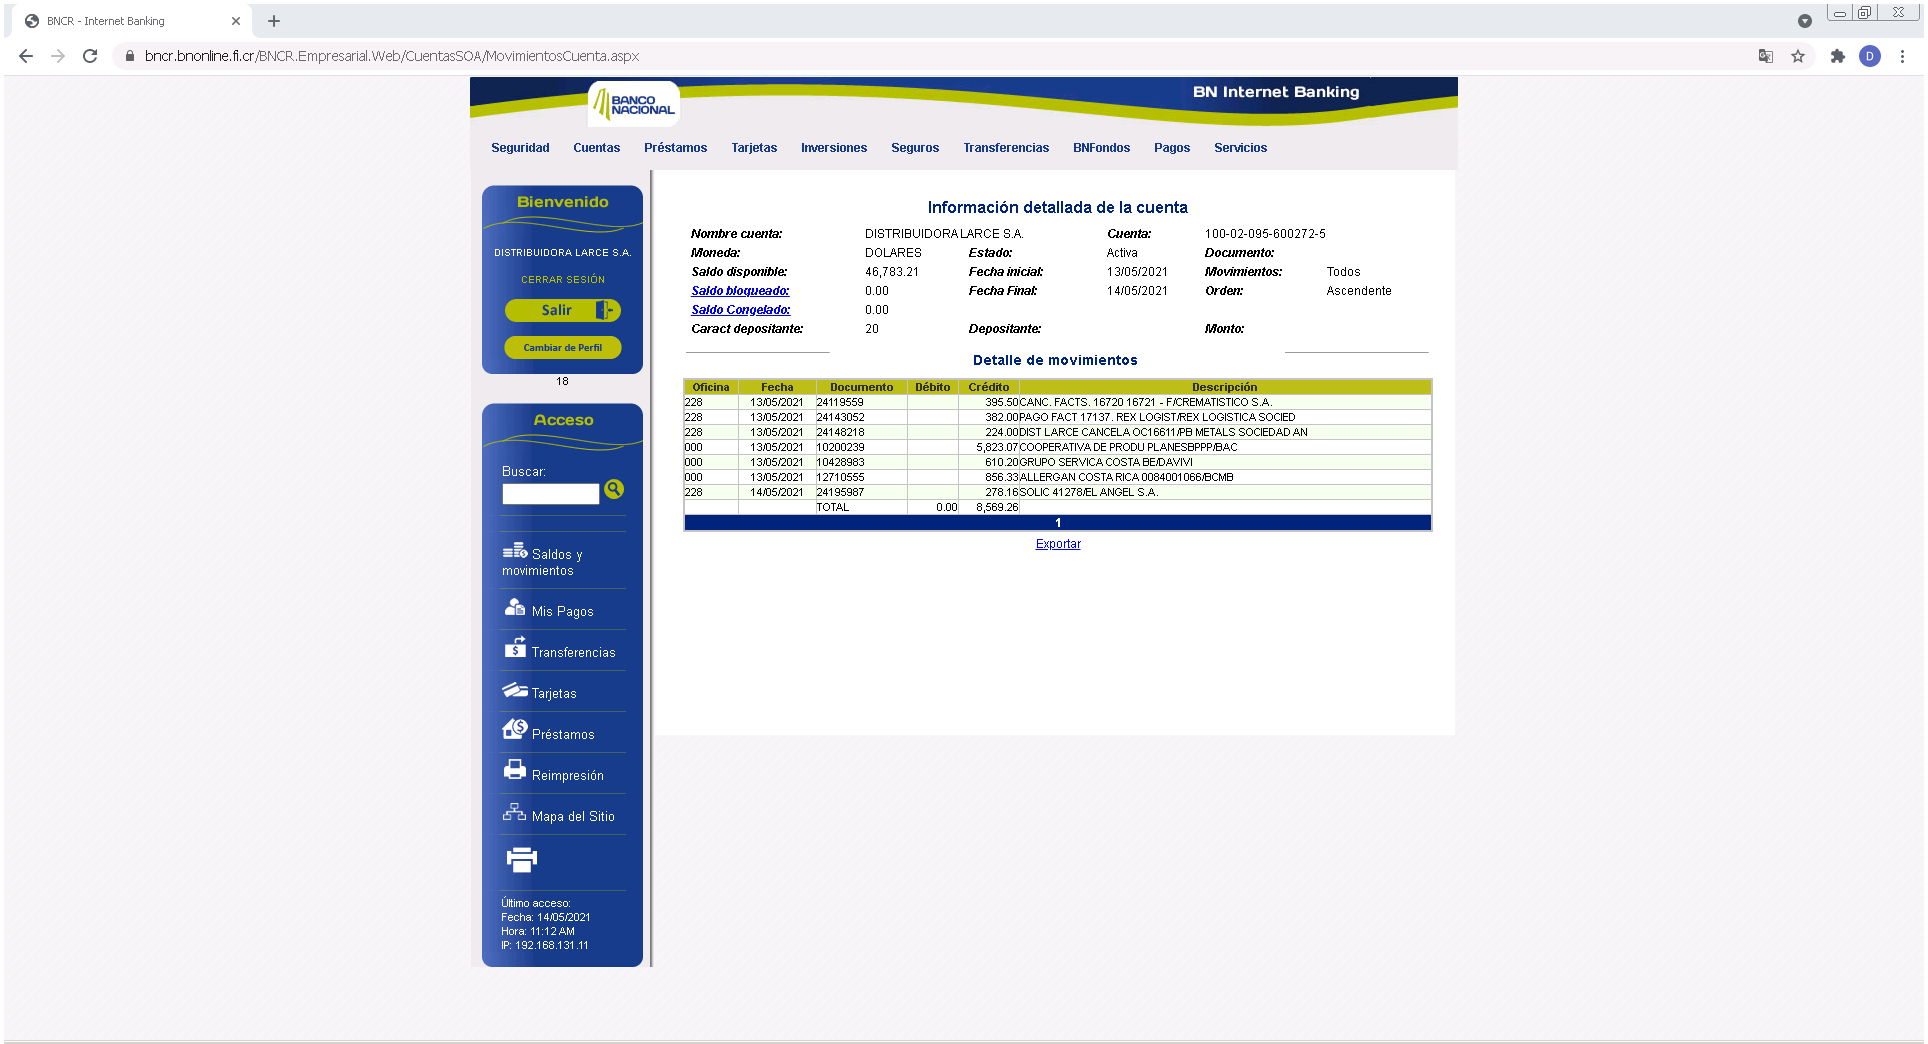 BNCR - Internet Banking
bncr.bnonline.fi.cr/BNCR.Empresarial.Web/CuentasSOA/MovimientosCuenta.aspx
D
BANCO NACIONAL
BN Internet Banking
Seguridad Cuentas Préstamos Tarjetas Inversiones Seguros Transferencias BNFondos Pagos Servicios
Bienvenido
DISTRIBUIDORA LARCE S.A.
CERRAR SESIÓN
Salir
Cambiar de Perfil
18
Acceso
Buscar:
Saldos y
movimientos
Mis Pagos
Transferencias
Tarjetas
Préstamos
Reimpresión
Mapa del Sitio
Último acceso:
Fecha: 14/05/2021
Hora: 11:12 AM
IP: 192.168.131.11
Información detallada de la cuenta
Nombre cuenta: DISTRIBUIDORA LARCE S.A. Cuenta: 100-02-095-600272-5
Moneda: DOLARES Estado: Activa Documento:
Saldo disponible: 46,783.21 Fecha inicial: 13/05/2021 Movimientos: Todos
Saldo bloqueado: 0.00 Fecha Final: 14/05/2021 Orden: Ascendente
Saldo Congelado: 0.00
Caract depositante: 20 Depositante: Monto:
Detalle de movimientos
Oficina Fecha Documento Débito Crédito Descripción
228 13/05/2021 24119559 395.50 CANC. FACTS. 16720 16721 - F/CREMATISTICO S.A.
228 13/05/2021 24143052 382.00 PAGO FACT 17137. REX LOGIST/REX LOGISTICA SOCIED
228 13/05/2021 24148218 224.00 DIST LARCE CANCELA OC16611/PB METALS SOCIEDAD AN
000 13/05/2021 10200239 5,823.07 COOPERATIVA DE PRODU PLANESBPPP/BAC
000 13/05/2021 10428983 610.20 GRUPO SERVICA COSTA BE/DAVIVI
000 13/05/2021 12710555 856.33 ALLERGAN COSTA RICA 0084001066/BCMB
228 14/05/2021 24195987 278.16 SOLIC 41278/EL ANGEL S.A.
TOTAL 0.00 8,569.26
1
Exportar